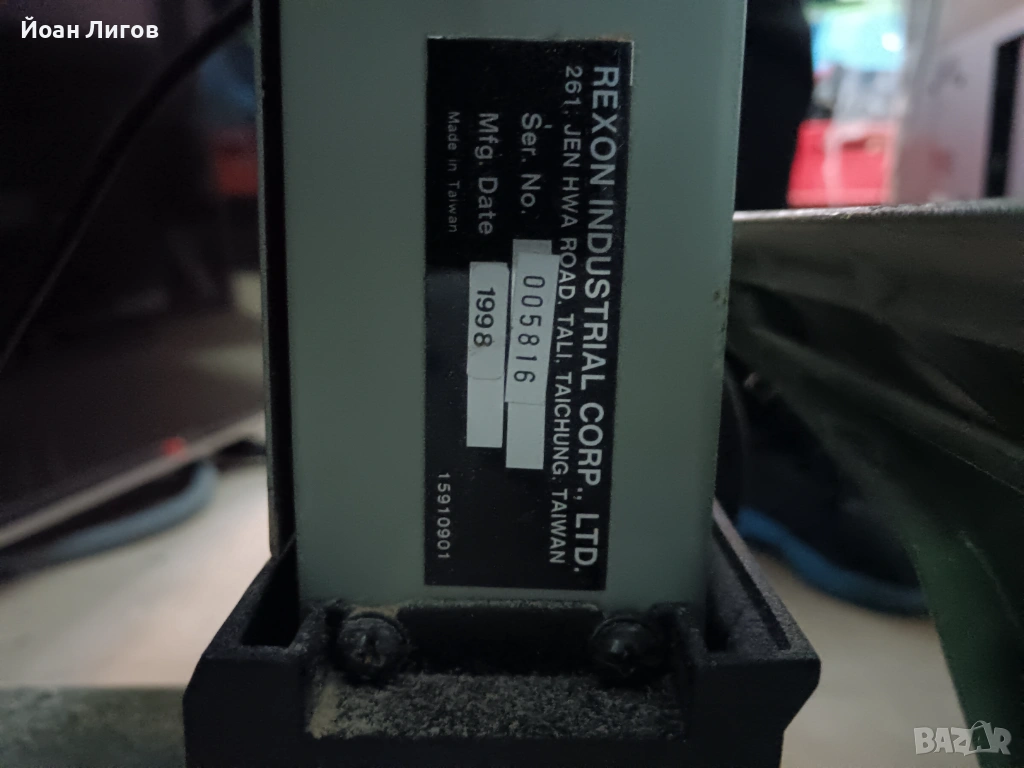 Йоан Лигов
REXON INDUSTRIAL CORP., LTD.
261, JEN HWA ROAD, TALI, TAICHUNG, TAIWAN
Ser. No. 005816
Mfg. Date 1998
Made in Taiwan 15910901
BAZAR